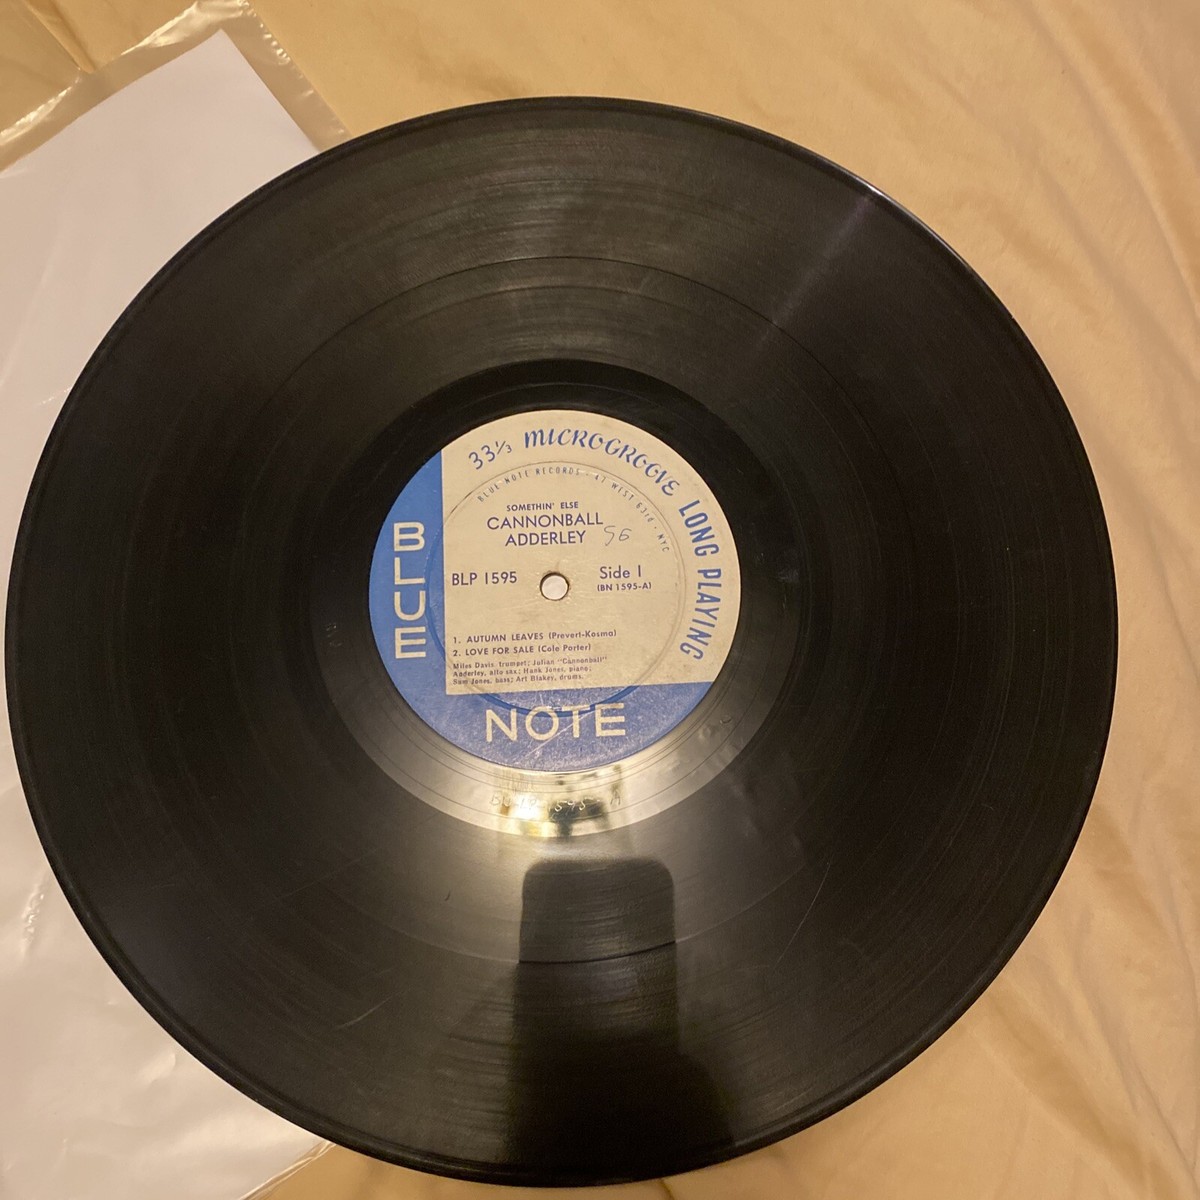 33⅓ MICROGROOVE LONG PLAYING
BLUE NOTE RECORDS · 47 WEST 63rd · NYC
SOMETHIN' ELSE
CANNONBALL
ADDERLEY
56
BLP 1595
Side 1
(BN 1595-A)
1. AUTUMN LEAVES (Prevert-Kosma)
2. LOVE FOR SALE (Cole Porter)
Miles Davis, trumpet; Julian "Cannonball"
Adderley, alto sax; Hank Jones, piano;
Sam Jones, bass; Art Blakey, drums.
BLUE
NOTE